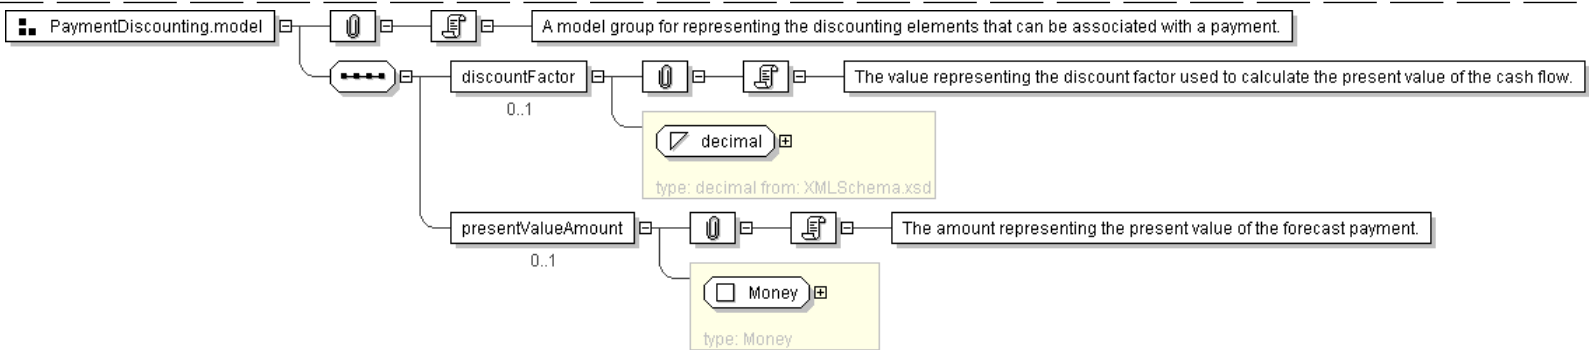 PaymentDiscounting.model
A model group for representing the discounting elements that can be associated with a payment.
discountFactor
The value representing the discount factor used to calculate the present value of the cash flow.
0..1
decimal
type: decimal from: XMLSchema.xsd
presentValueAmount
The amount representing the present value of the forecast payment.
0..1
Money
type: Money